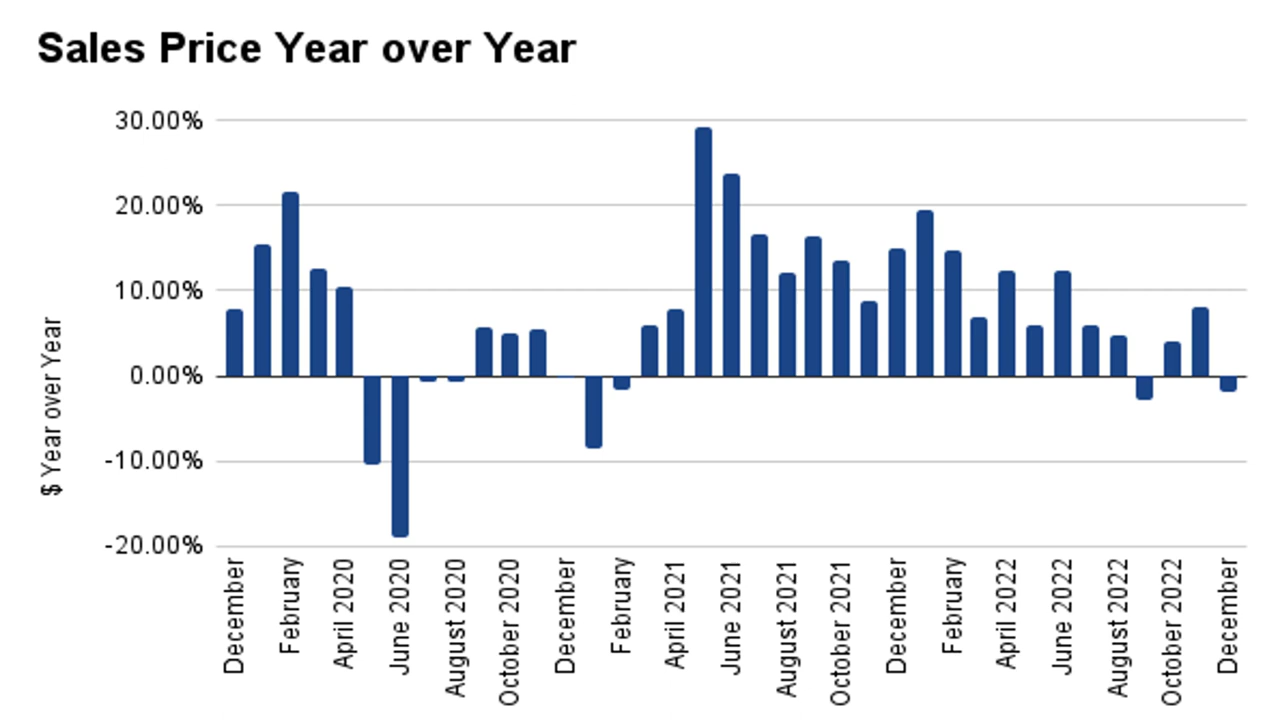 Sales Price Year over Year
30.00%
20.00%
10.00%
0.00%
-10.00%
-20.00%
$ Year over Year
December
February
April 2020
June 2020
August 2020
October 2020
December
February
April 2021
June 2021
August 2021
October 2021
December
February
April 2022
June 2022
August 2022
October 2022
December